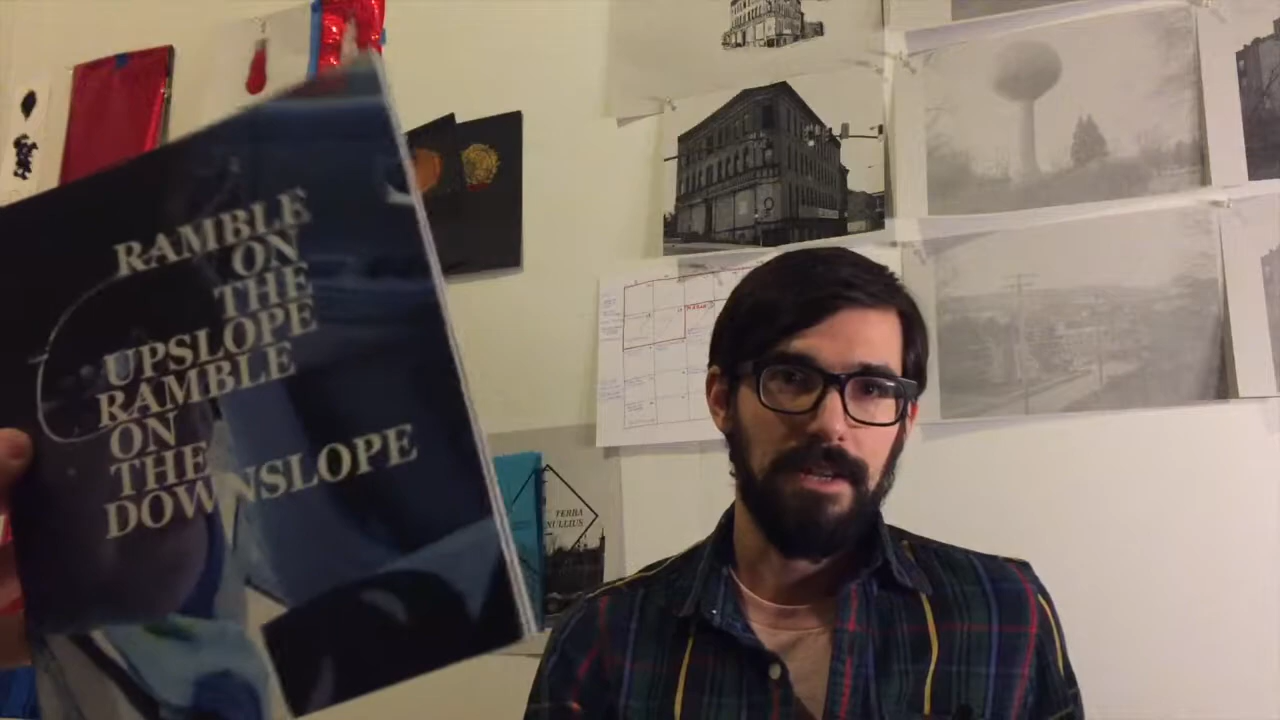 RAMBLE
ON
THE
UPSLOPE
RAMBLE
ON
THE
DOWNSLOPE
TERRA
NULLIUS